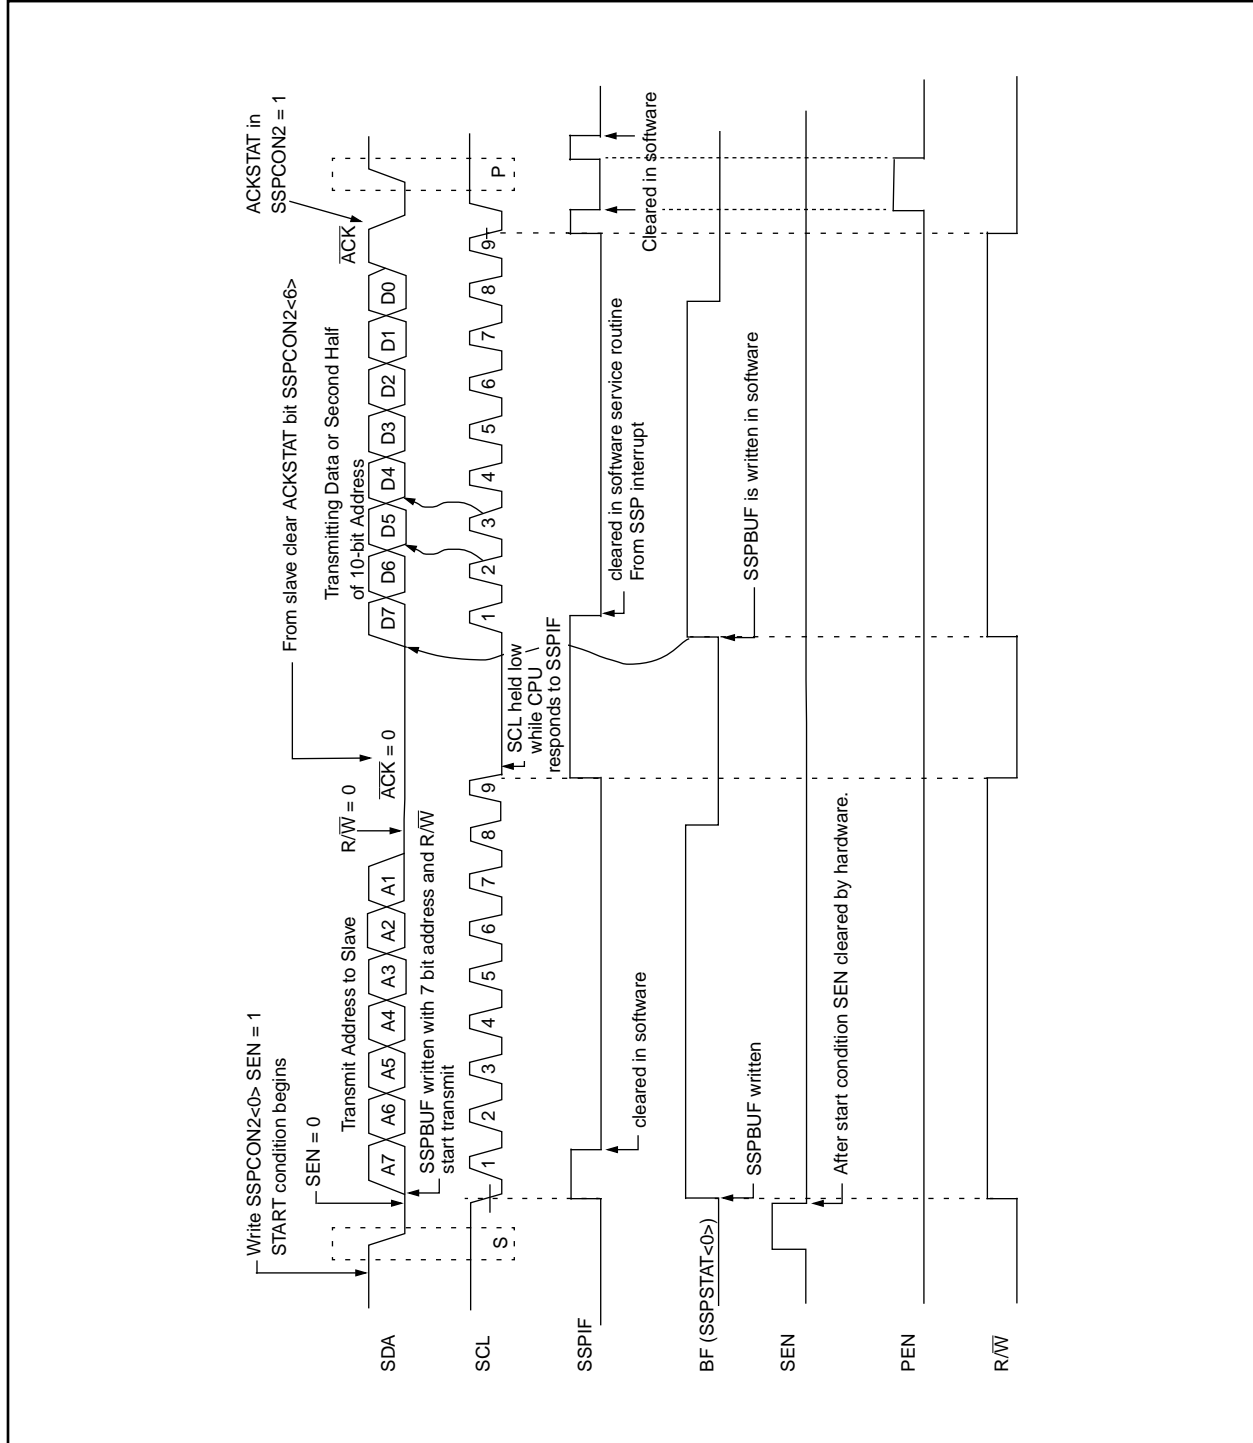 Write SSPCON2<0> SEN = 1
START condition begins
SEN = 0
Transmit Address to Slave
R/W = 0
From slave clear ACKSTAT bit SSPCON2<6>
ACK = 0
Transmitting Data or Second Half
of 10-bit Address
ACK
ACKSTAT in
SSPCON2 = 1
SDA
A7 A6 A5 A4 A3 A2 A1
D7 D6 D5 D4 D3 D2 D1 D0
SSPBUF written with 7 bit address and R/W
start transmit
SCL
S
1 2 3 4 5 6 7 8 9
1 2 3 4 5 6 7 8 9
P
SCL held low
while CPU
responds to SSPIF
SSPIF
cleared in software
cleared in software service routine
From SSP interrupt
Cleared in software
BF (SSPSTAT<0>)
SSPBUF written
SSPBUF is written in software
SEN
After start condition SEN cleared by hardware.
PEN
R/W